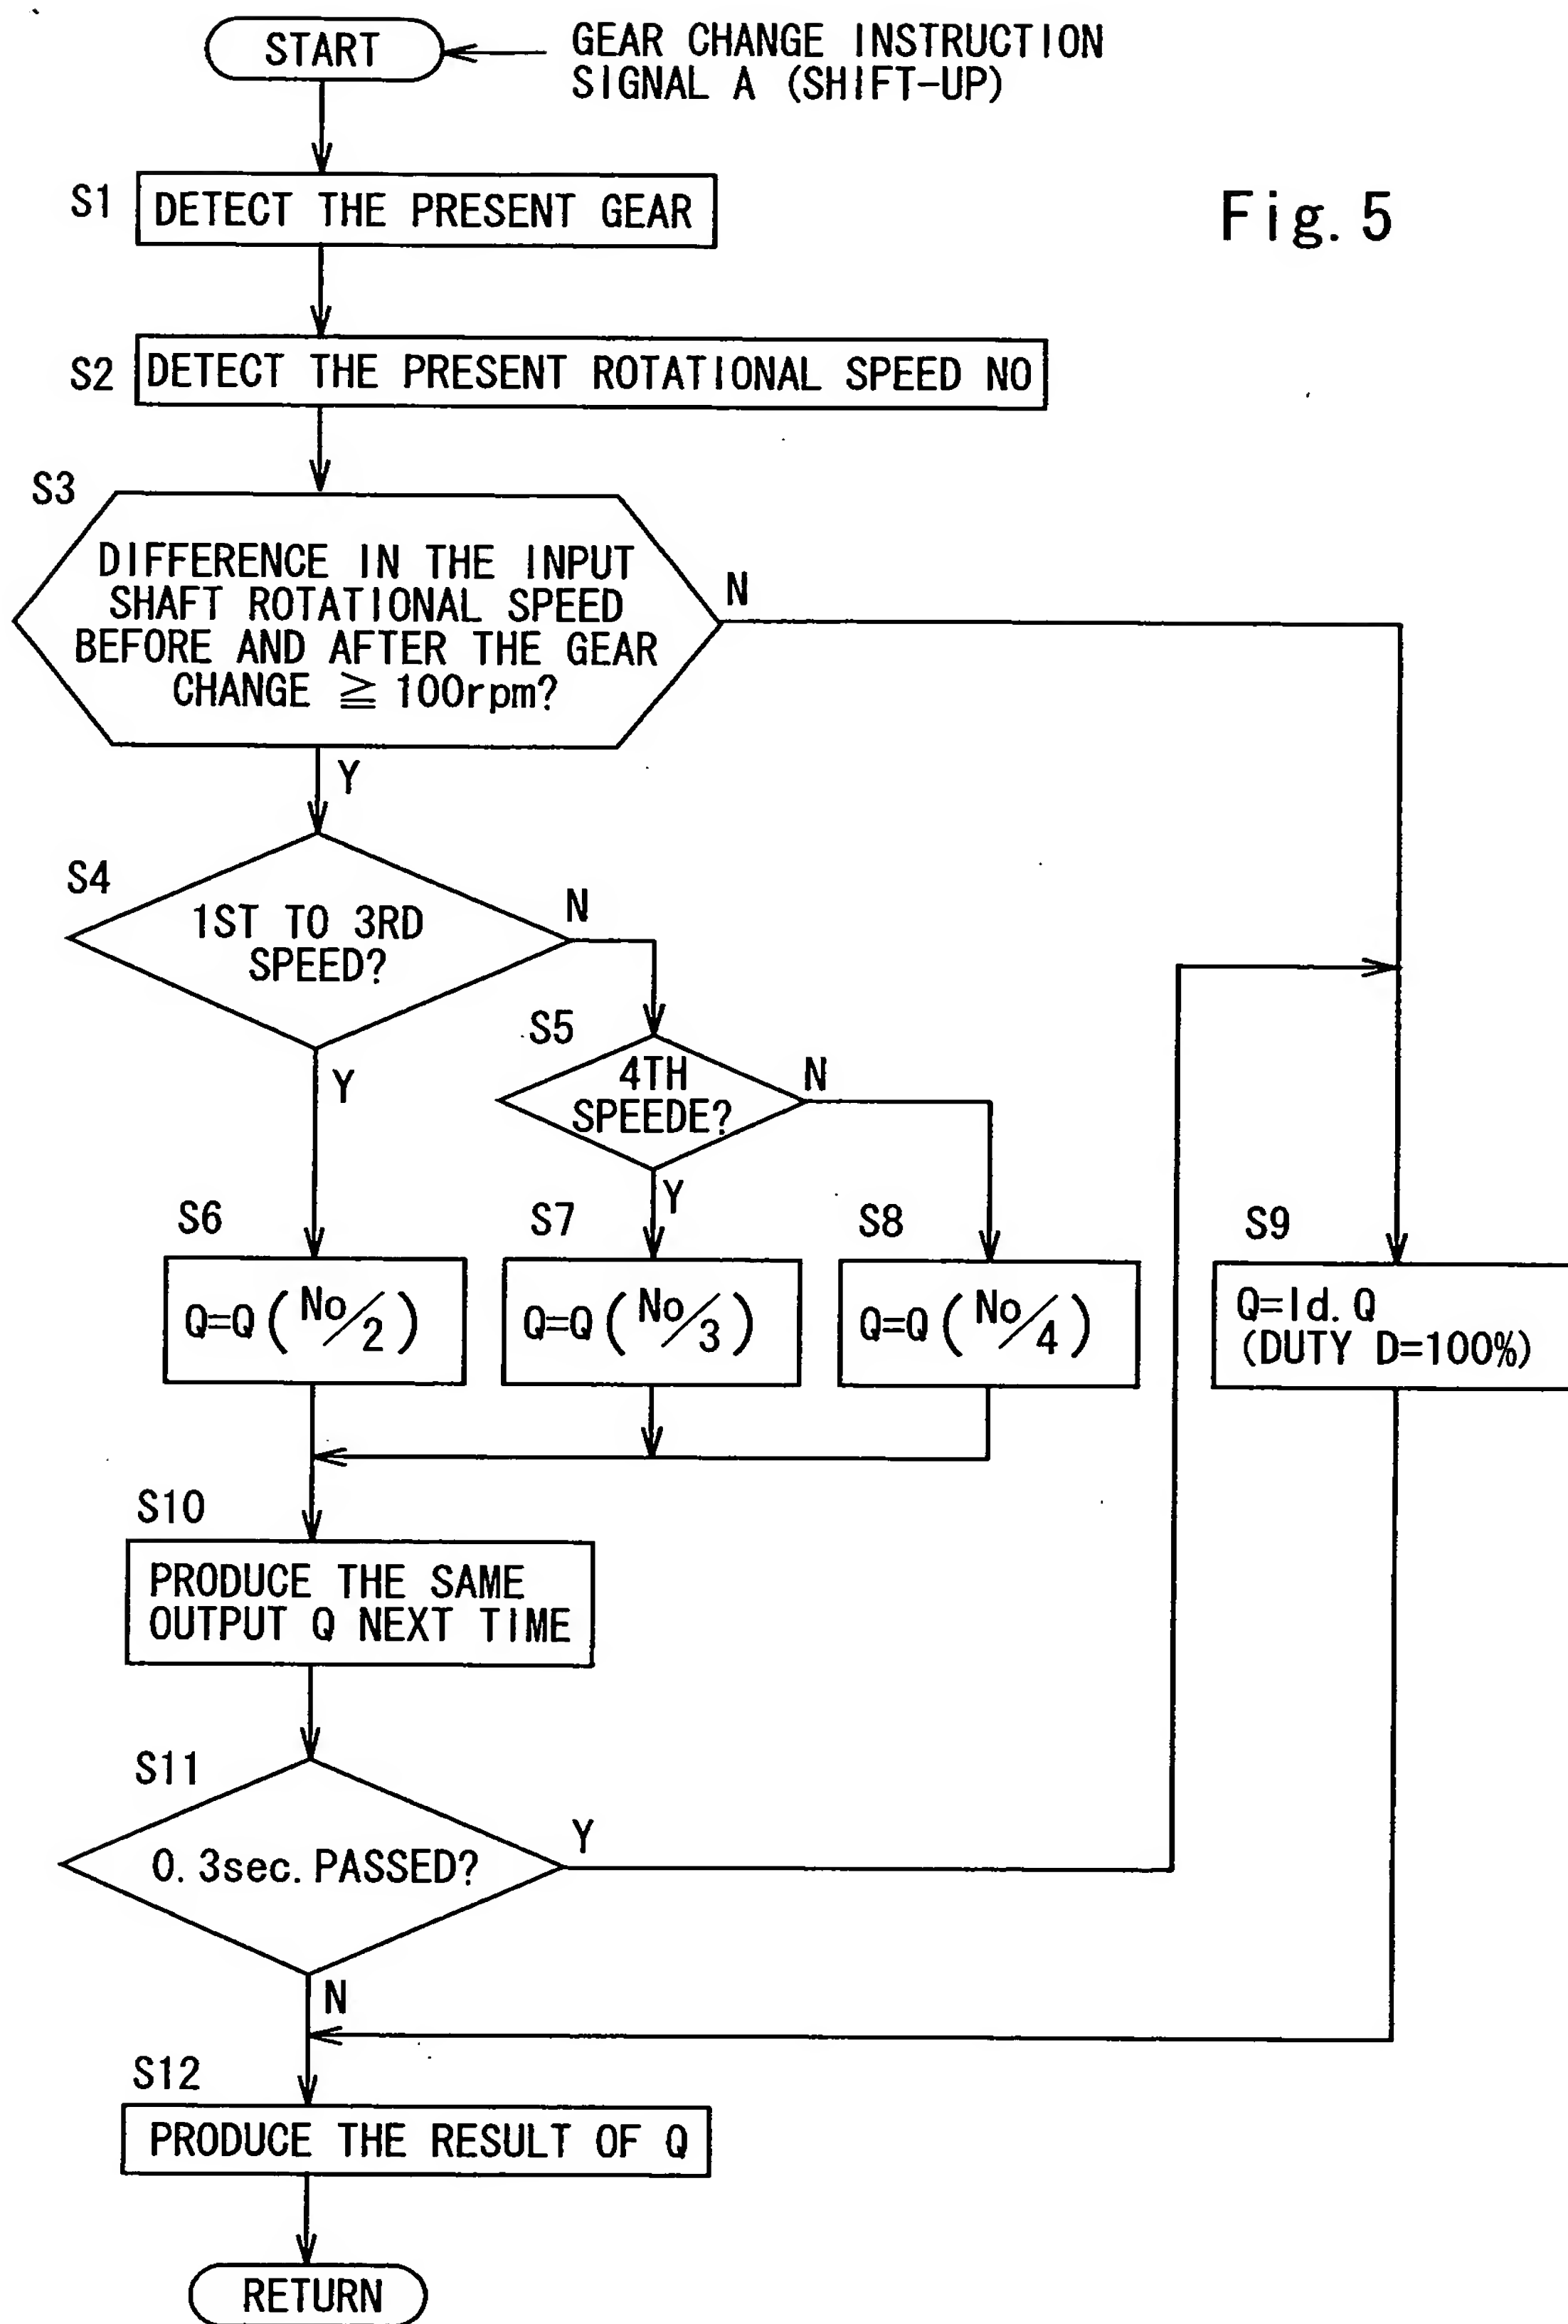 START
GEAR CHANGE INSTRUCTION
SIGNAL A (SHIFT-UP)
Fig. 5
S1
DETECT THE PRESENT GEAR
S2
DETECT THE PRESENT ROTATIONAL SPEED NO
S3
DIFFERENCE IN THE INPUT
SHAFT ROTATIONAL SPEED
BEFORE AND AFTER THE GEAR
CHANGE ≧ 100rpm?
N
Y
S4
1ST TO 3RD
SPEED?
N
Y
S5
4TH
SPEEDE?
N
Y
S6
Q=Q(No/2)
S7
Q=Q(No/3)
S8
Q=Q(No/4)
S9
Q=Id.Q
(DUTY D=100%)
S10
PRODUCE THE SAME
OUTPUT Q NEXT TIME
S11
0.3sec.PASSED?
Y
N
S12
PRODUCE THE RESULT OF Q
RETURN